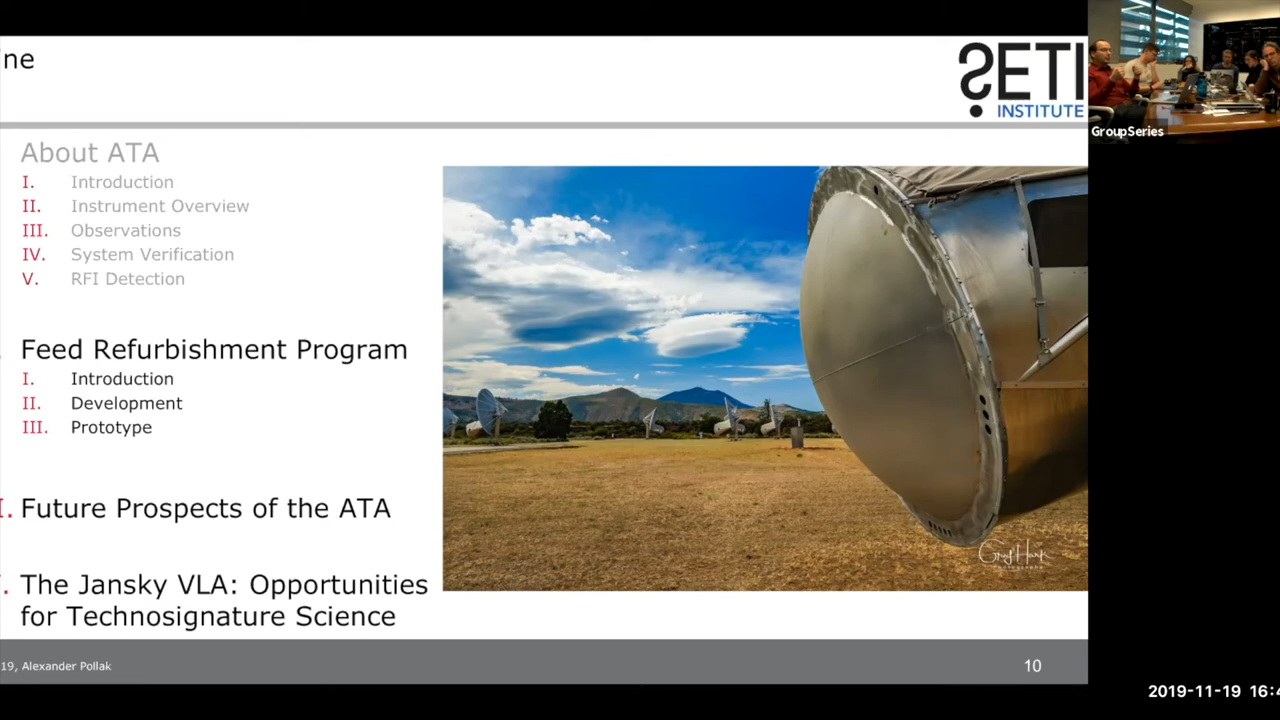 ne
SETI
INSTITUTE
About ATA
I. Introduction
II. Instrument Overview
III. Observations
IV. System Verification
V. RFI Detection
Feed Refurbishment Program
I. Introduction
II. Development
III. Prototype
I. Future Prospects of the ATA
. The Jansky VLA: Opportunities
for Technosignature Science
19, Alexander Pollak
10
GroupSeries
2019-11-19 16:4